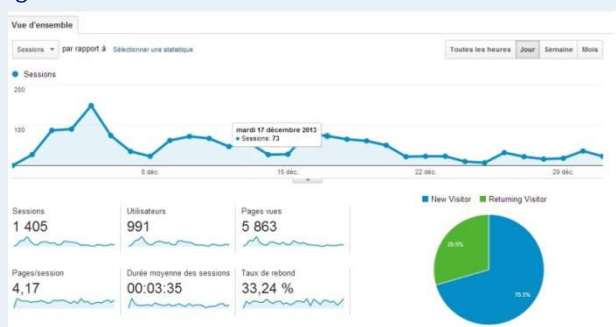 Vue d'ensemble
Sessions par rapport à Sélectionner une statistique
Toutes les heures Jour Semaine Mois
Sessions
200
100
mardi 17 décembre 2013
Sessions: 73
8 déc.
15 déc.
22 déc.
29 déc.
New Visitor Returning Visitor
Sessions
1 405
Utilisateurs
991
Pages vues
5 863
Pages/session
4,17
Durée moyenne des sessions
00:03:35
Taux de rebond
33,24 %
70.5%